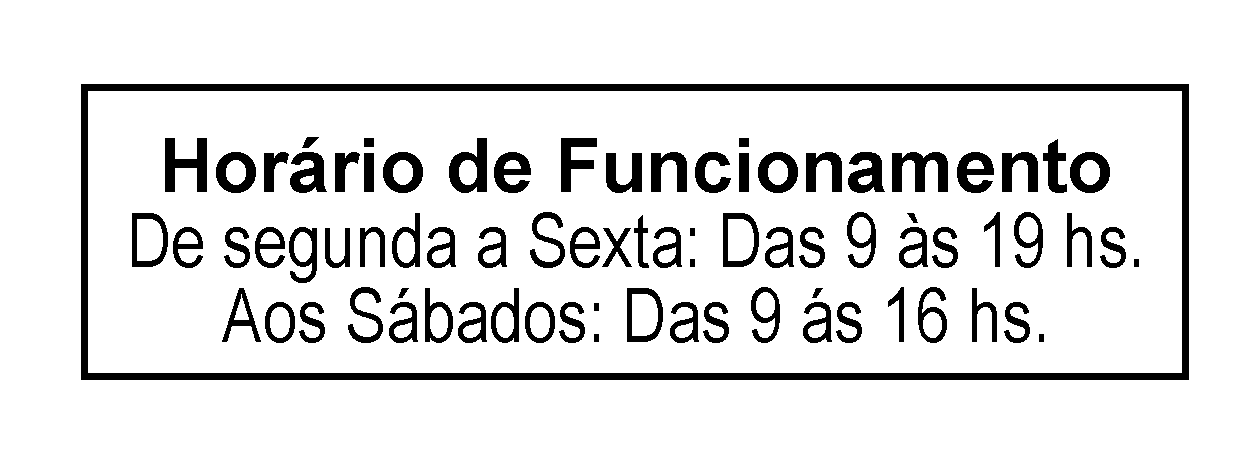 Horário de Funcionamento
De segunda a Sexta: Das 9 às 19 hs.
Aos Sábados: Das 9 ás 16 hs.